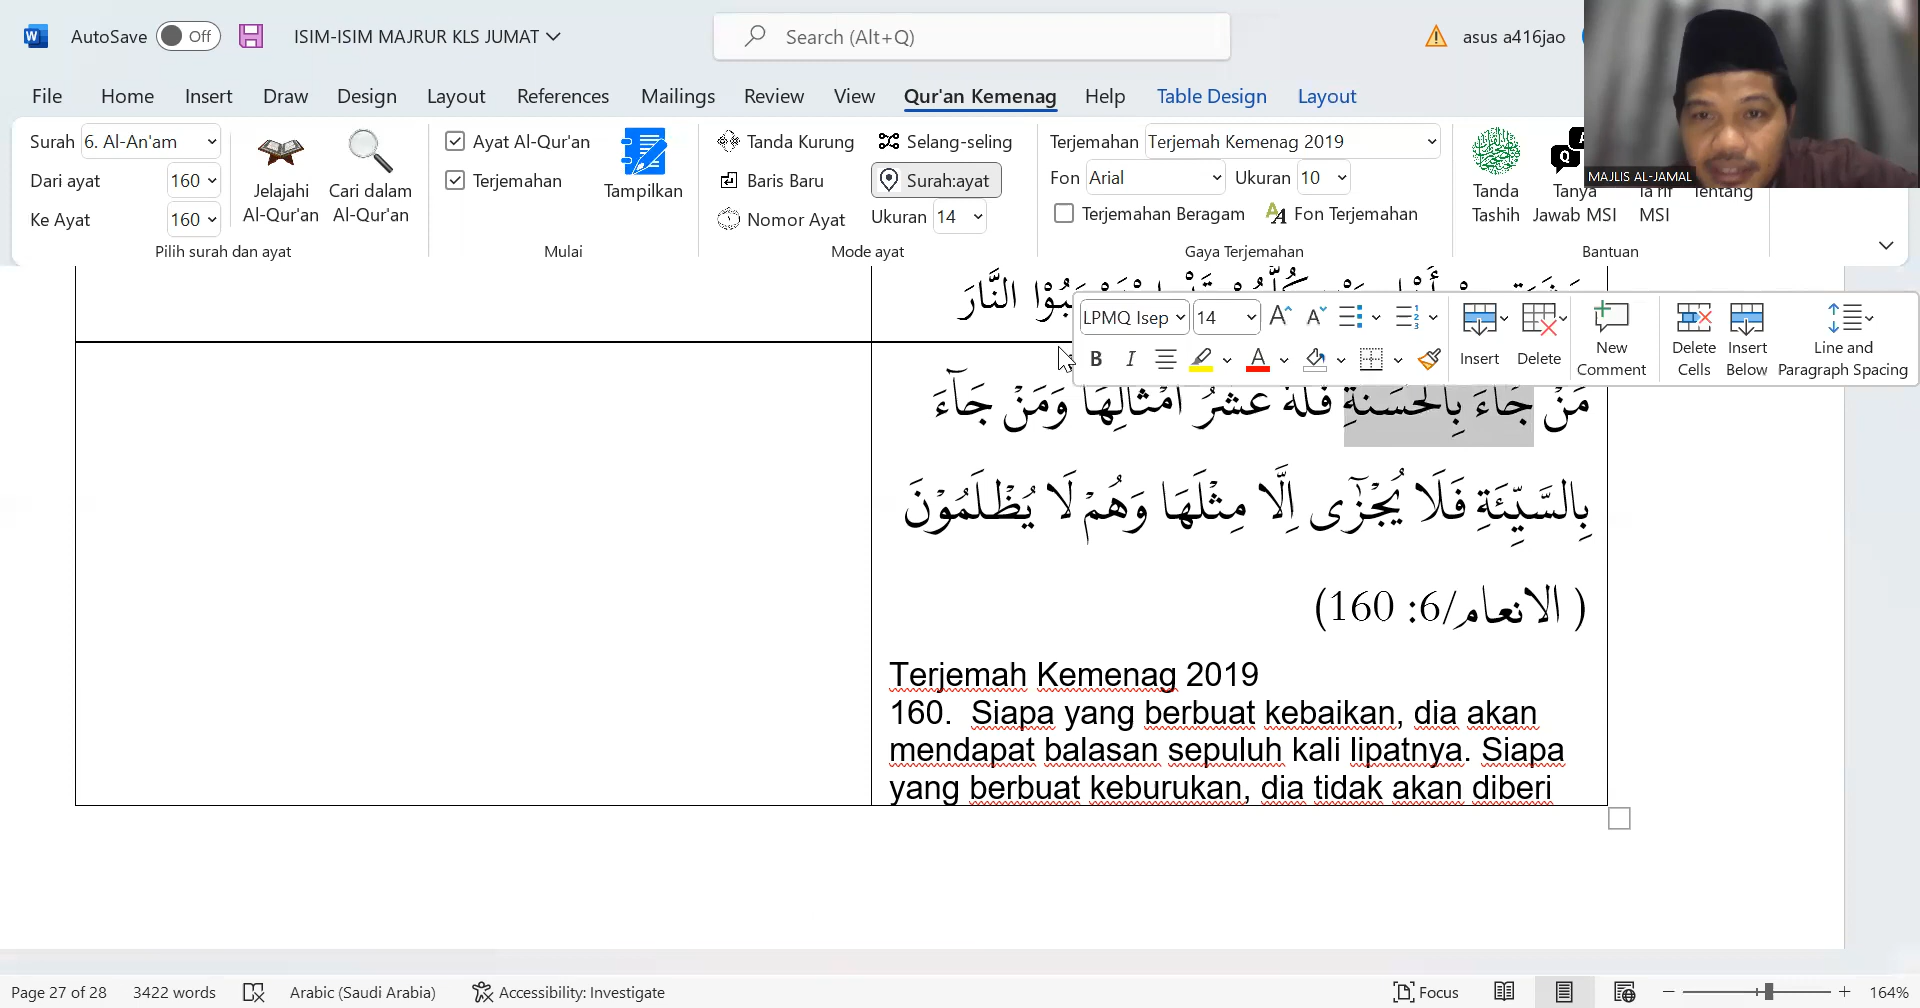 AutoSave Off ISIM-ISIM MAJRUR KLS JUMAT Search (Alt+Q) asus a416jao
File Home Insert Draw Design Layout References Mailings Review View Qur'an Kemenag Help Table Design Layout
Surah 6. Al-An'am
Dari ayat 160
Ke Ayat 160
Jelajahi Al-Qur'an
Cari dalam Al-Qur'an
Pilih surah dan ayat
Ayat Al-Qur'an
Terjemahan
Tampilkan
Mulai
Tanda Kurung Selang-seling
Baris Baru Surah:ayat
Nomor Ayat Ukuran 14
Mode ayat
Terjemahan Terjemah Kemenag 2019
Fon Arial Ukuran 10
Terjemahan Beragam Fon Terjemahan
Gaya Terjemahan
Tanda Tashih
Tanya Jawab MSI
MSI
Tentang
Bantuan
MAJLIS AL-JAMAL
النَّارَ
LPMQ Isep 14
B I A
Insert Delete New Comment Delete Cells Insert Below Line and Paragraph Spacing
مَنْ جَاۤءَ بِالْحَسَنَةِ فَلَهٗ عَشْرُ اَمْثَالِهَا وَمَنْ جَاۤءَ
بِالسَّيِّئَةِ فَلَا يُجْزٰٓى اِلَّا مِثْلَهَا وَهُمْ لَا يُظْلَمُوْنَ
( الانعام/6: 160)
Terjemah Kemenag 2019
160. Siapa yang berbuat kebaikan, dia akan
mendapat balasan sepuluh kali lipatnya. Siapa
yang berbuat keburukan, dia tidak akan diberi
Page 27 of 28 3422 words Arabic (Saudi Arabia) Accessibility: Investigate Focus 164%